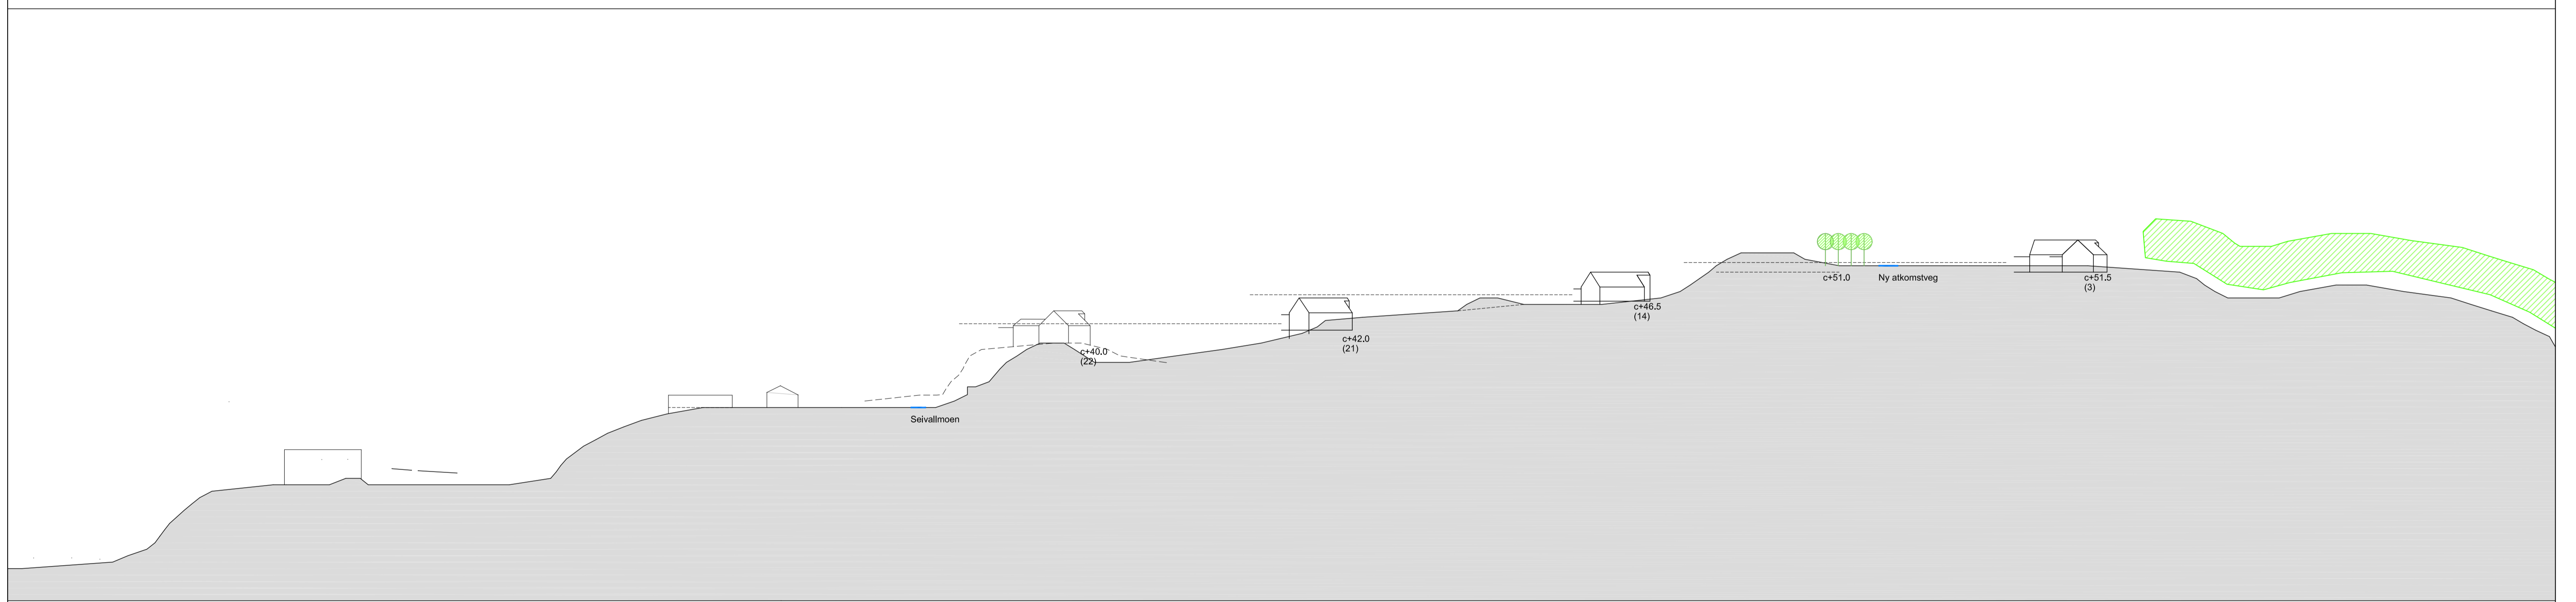 Seivallmoen
c+40.0
(22)
c+42.0
(21)
c+46.5
(14)
c+51.0
Ny atkomstveg
c+51.5
(3)